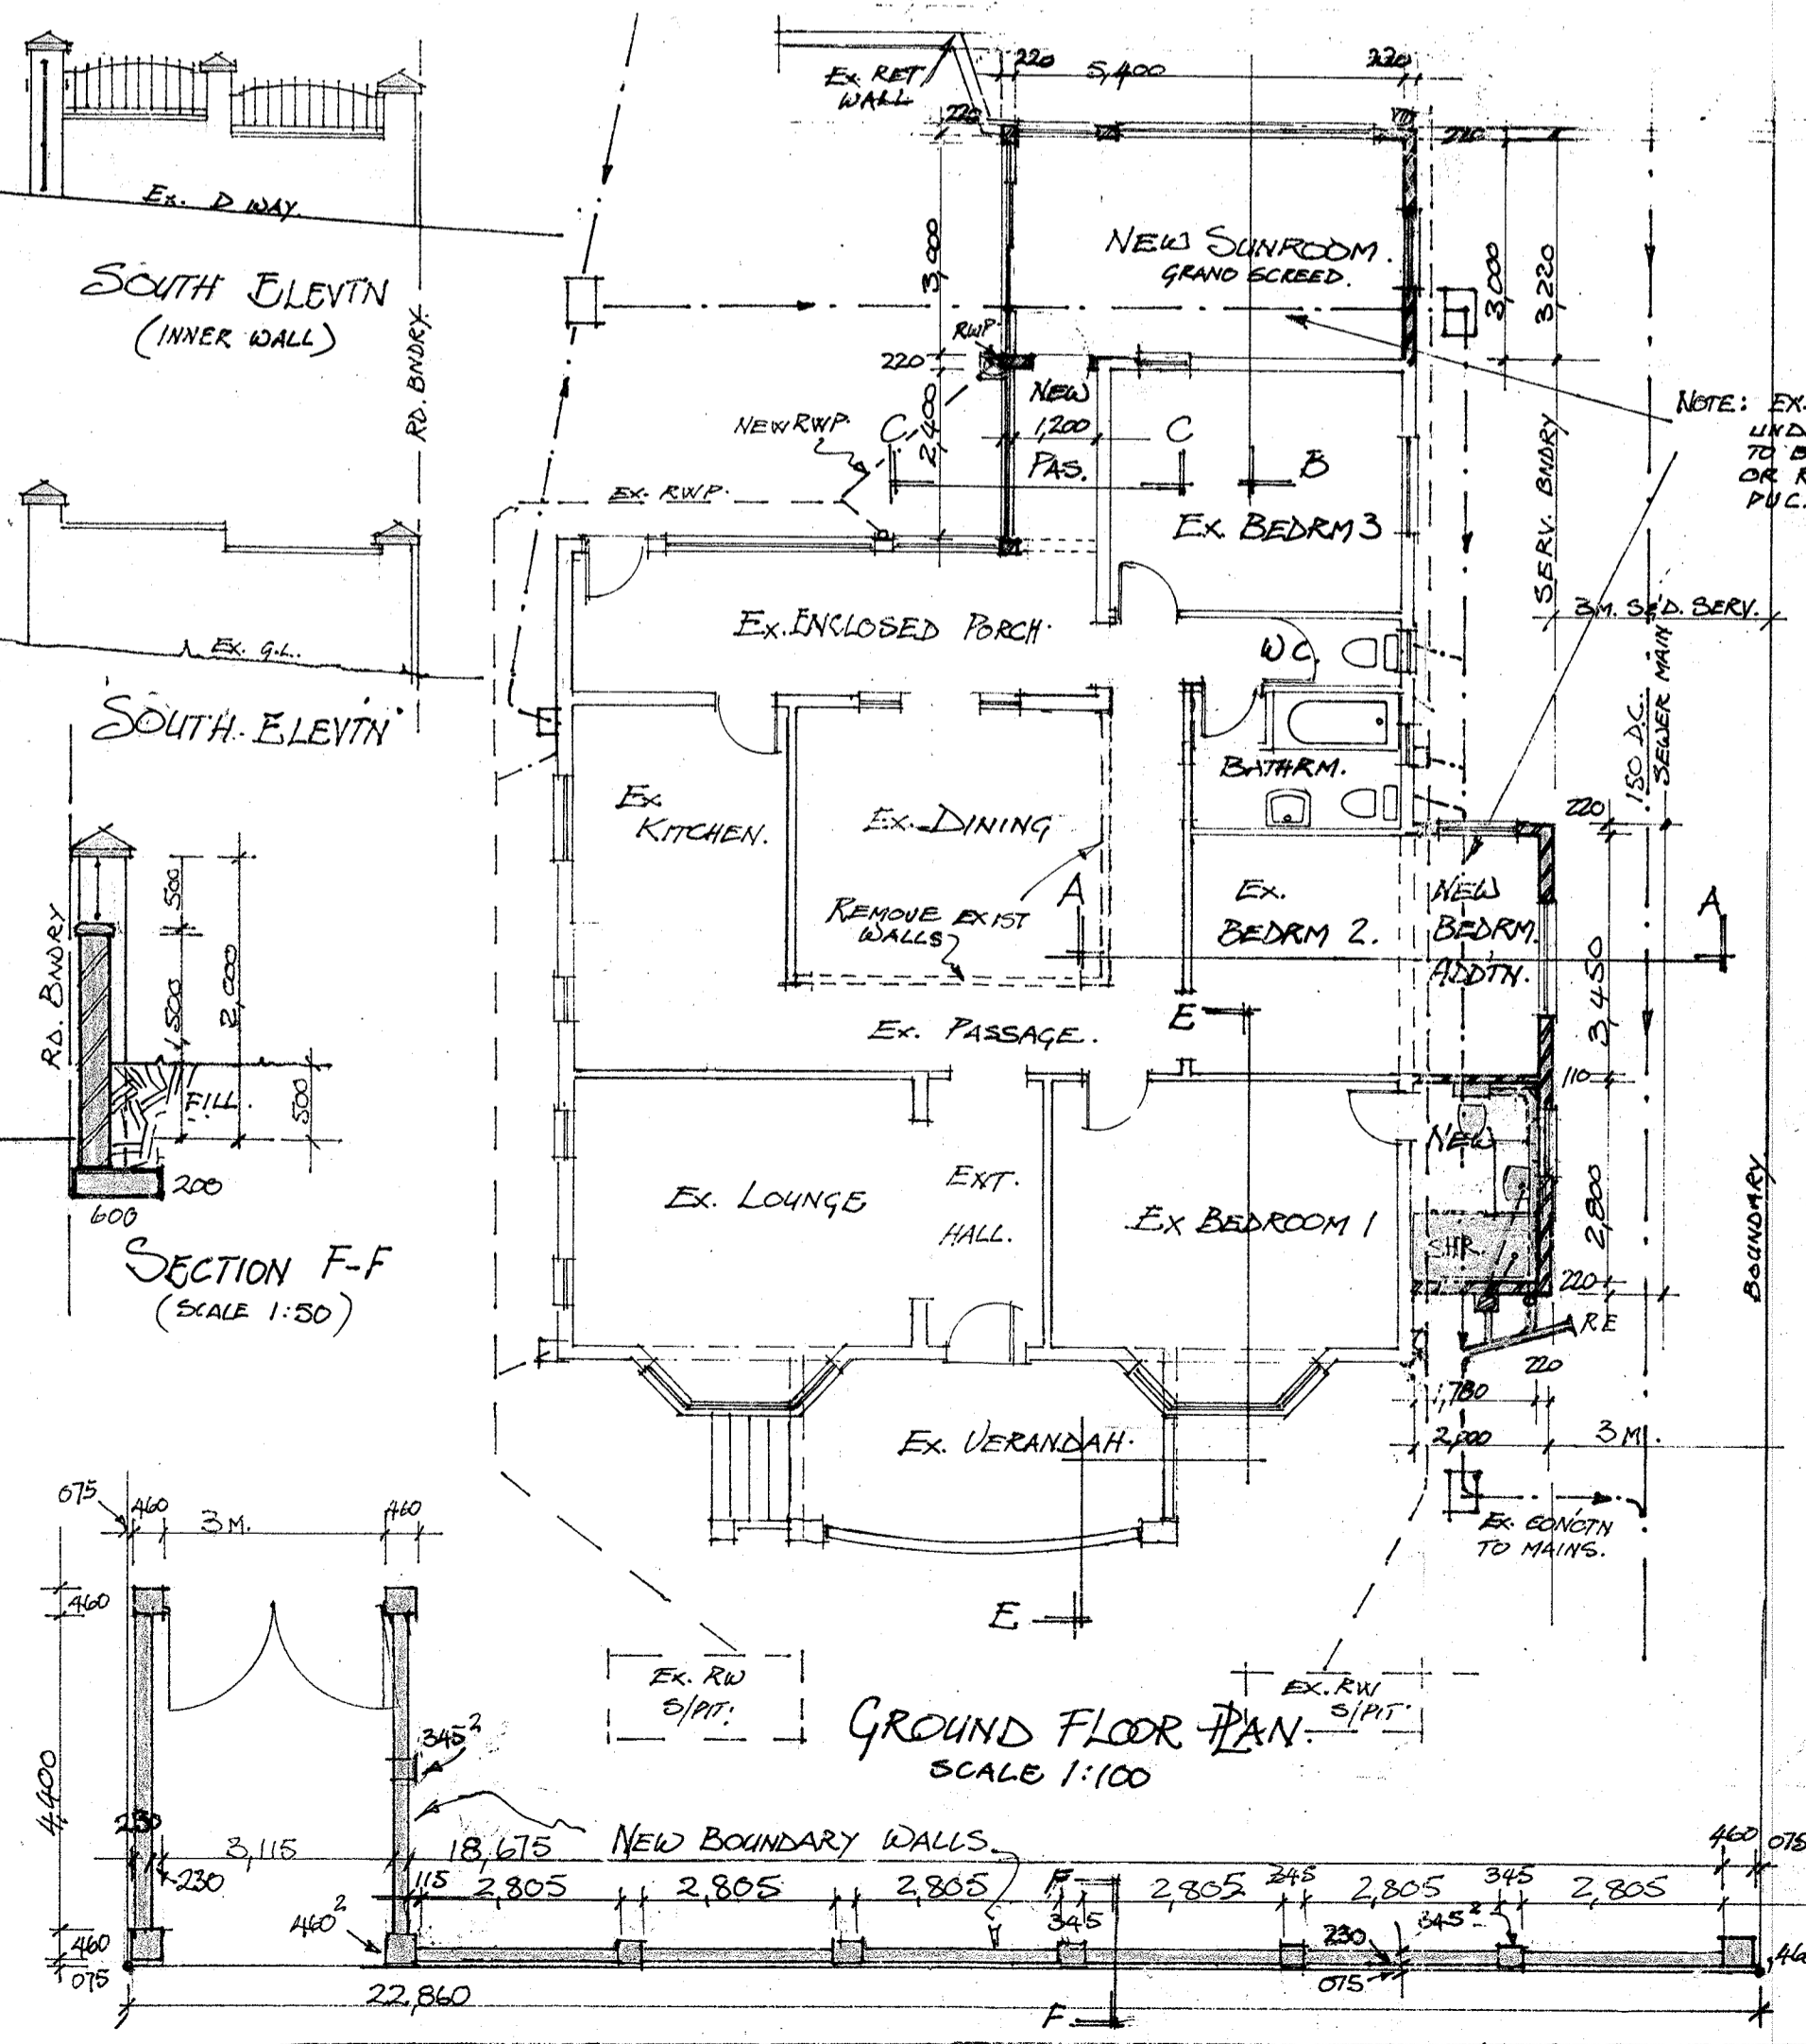 Ex. D WAY.
SOUTH ELEVTN
(INNER WALL)
RD. BNDRY.
Ex. G.L.
SOUTH. ELEVTN
RD. BNDRY
500
1,500
2,000
FILL.
500
200
600
SECTION F-F
(SCALE 1:50)
Ex. RET
WALL
220
5,400
220
220
220
3,000
NEW SUNROOM.
GRANO SCREED.
3,000
3,220
RWP.
220
NEW
1,200
PAS.
2,400
NEW RWP.
C
C
B
Ex. RWP.
NOTE: EX.
TO B
OR R
Ex. BEDRM 3
SERV. BNDRY
3M. SED. SERV.
Ex. ENCLOSED PORCH.
W.C.
150 D.C.
SEWER MAIN
BATHRM.
Ex
KITCHEN.
Ex. DINING
REMOVE EXIST
WALLS
A
A
Ex.
BEDRM 2.
NEW
BEDRM.
ADDTN.
220
3,450
110
2,800
220
Ex. PASSAGE.
E
NEW
SHR.
RE
BOUNDARY
Ex. LOUNGE
ENT.
HALL.
Ex BEDROOM 1
220
1,780
2,000
3 M.
Ex. VERANDAH.
Ex. CONCTN
TO MAINS.
E
Ex. RW
S/PIT.
EX. RW
S/PIT.
GROUND FLOOR PLAN.
SCALE 1:100
075
460
3 M.
460
460
4,400
345²
230
3,115
18,675
NEW BOUNDARY WALLS.
460
075
230
115
2,805
2,805
2,805
F
2,805
345
2,805
345
2,805
460²
345
230
345²
460
075
075
460
22,860
F